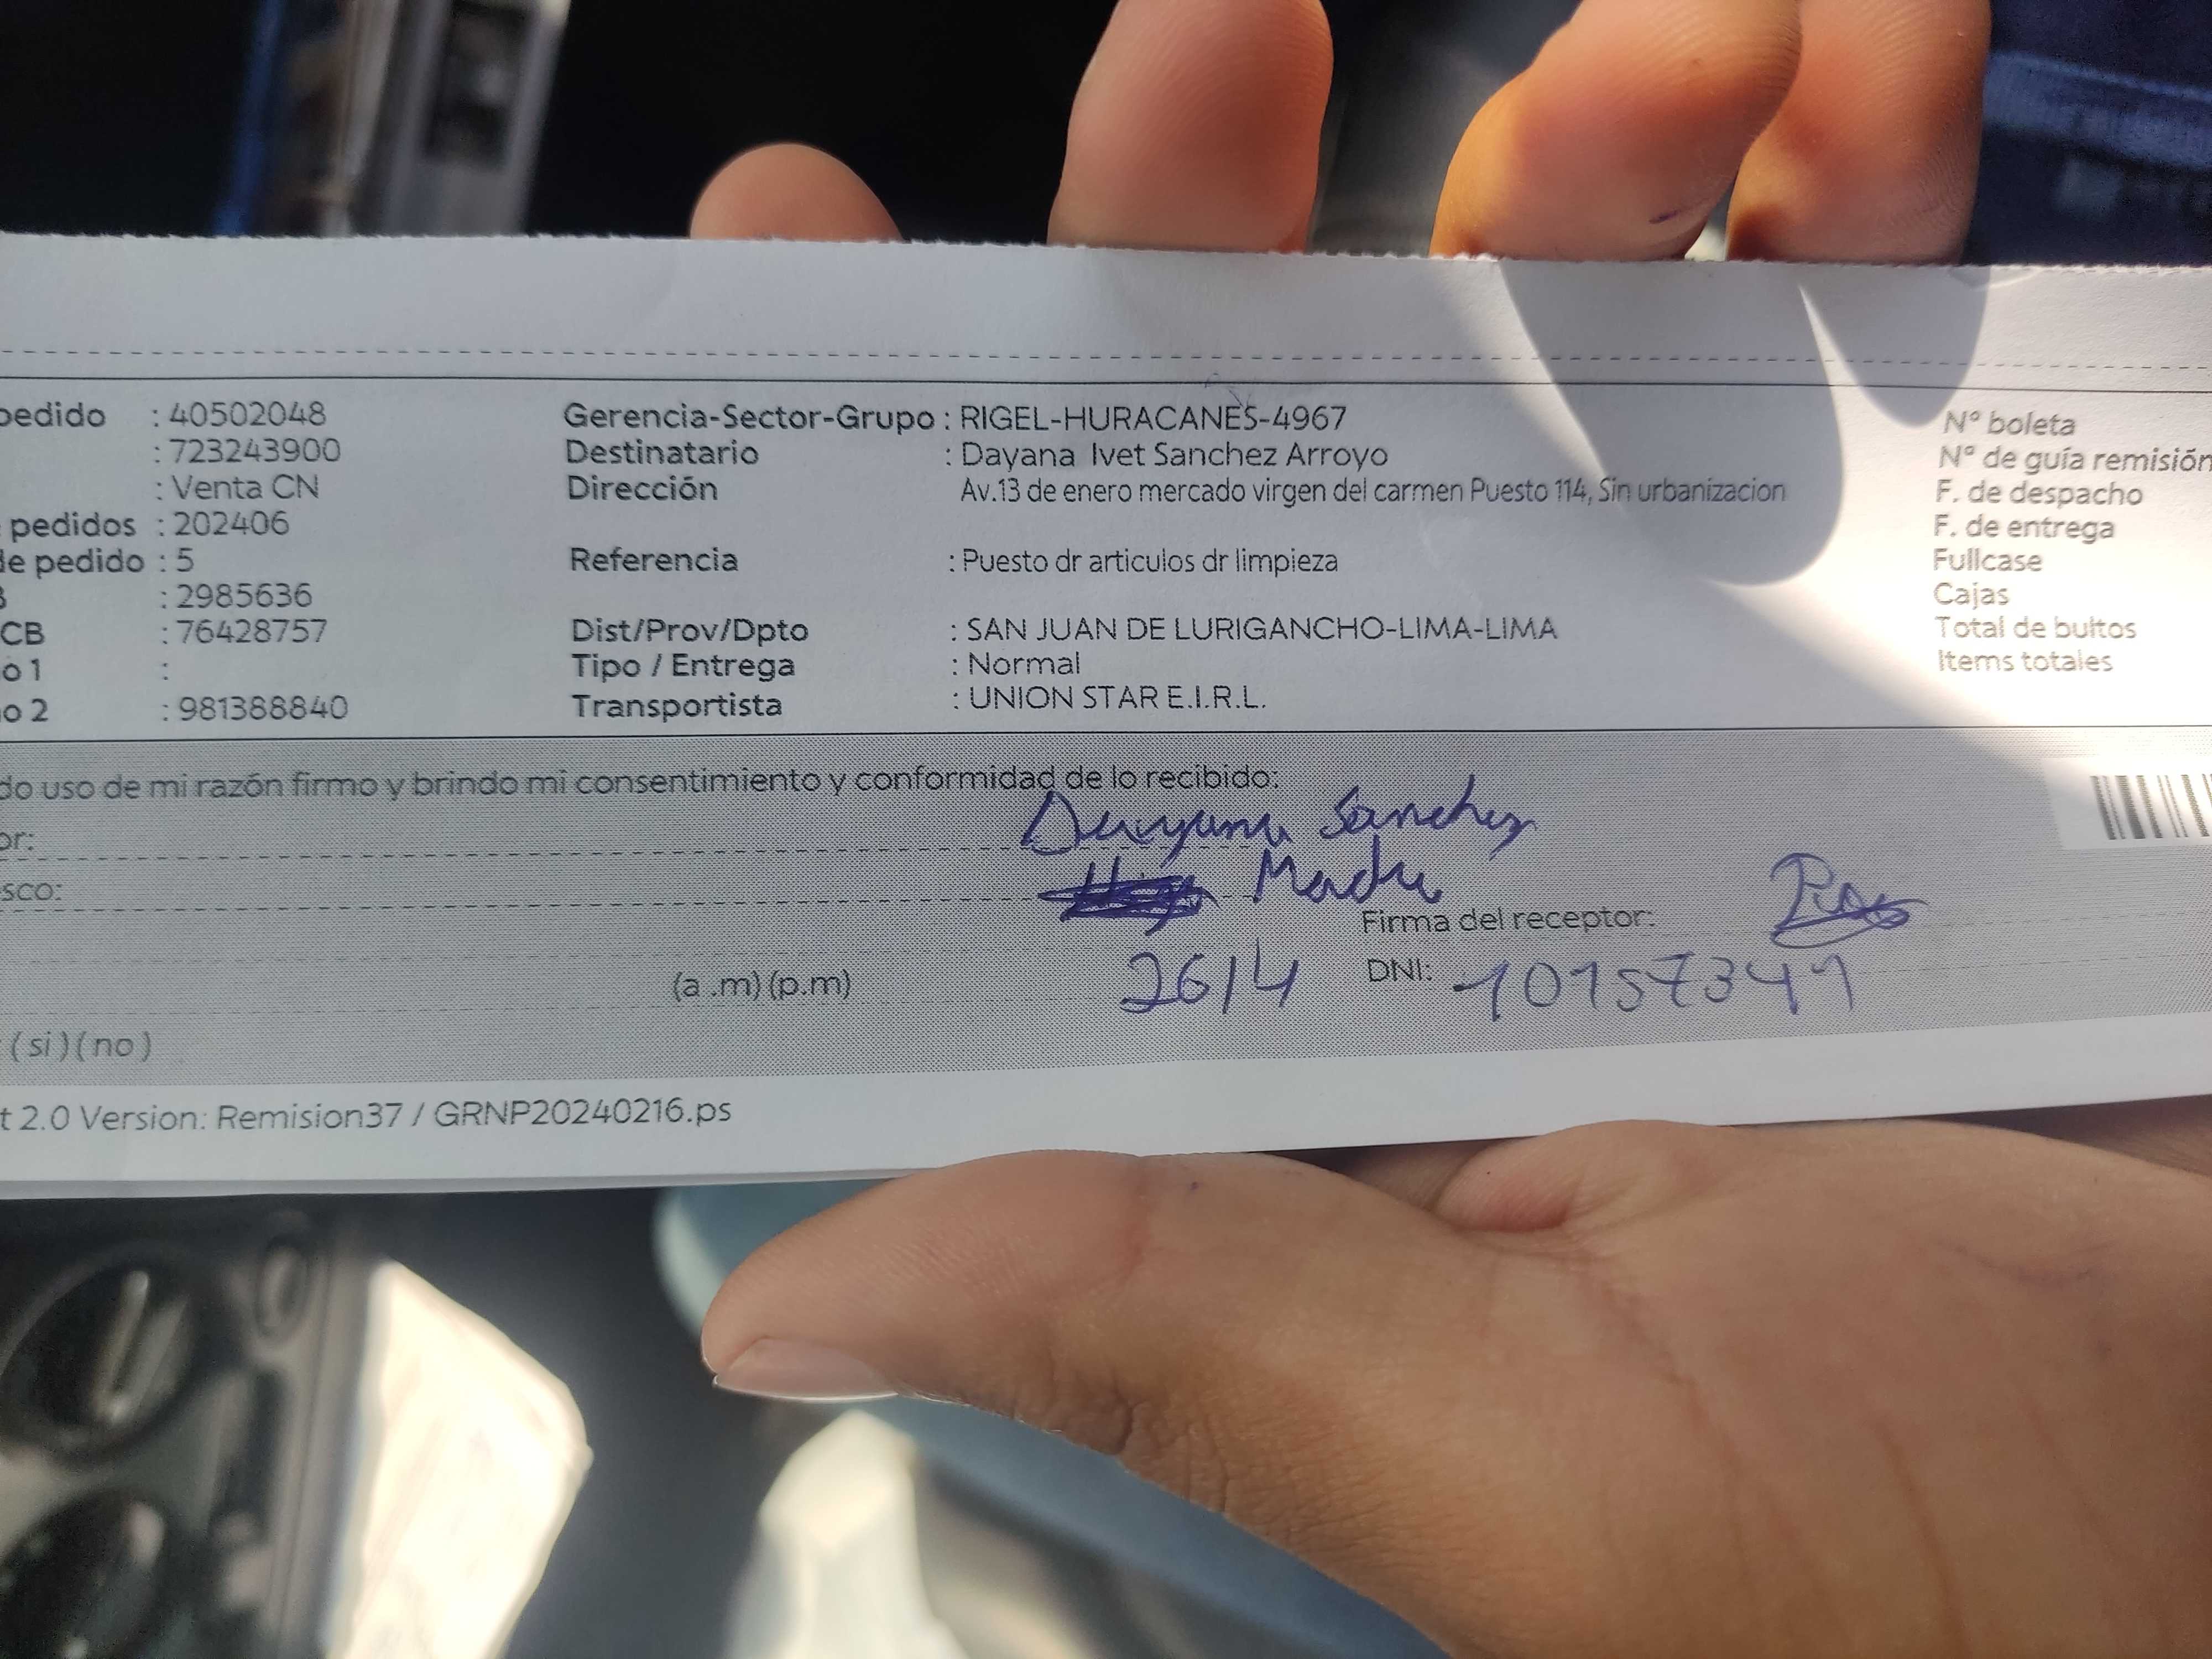 pedido : 40502048 Gerencia-Sector-Grupo : RIGEL-HURACANES-4967 N° boleta
: 723243900 Destinatario : Dayana Ivet Sanchez Arroyo N° de guía remisión
: Venta CN Dirección Av.13 de enero mercado virgen del carmen Puesto 114, Sin urbanizacion F. de despacho
pedidos : 202406 F. de entrega
de pedido : 5 Referencia : Puesto dr articulos dr limpieza Fullcase
: 2985636 Cajas
CB : 76428757 Dist/Prov/Dpto : SAN JUAN DE LURIGANCHO-LIMA-LIMA Total de bultos
o 1 : Tipo / Entrega : Normal Items totales
o 2 : 981388840 Transportista : UNION STAR E.I.R.L.
do uso de mi razón firmo y brindo mi consentimiento y conformidad de lo recibido:
or: Dayana Sanchez
sco: Madre
Firma del receptor:
(a .m) (p.m) 26/4 DNI: 10157341
( si ) ( no )
t 2.0 Version: Remision37 / GRNP20240216.ps